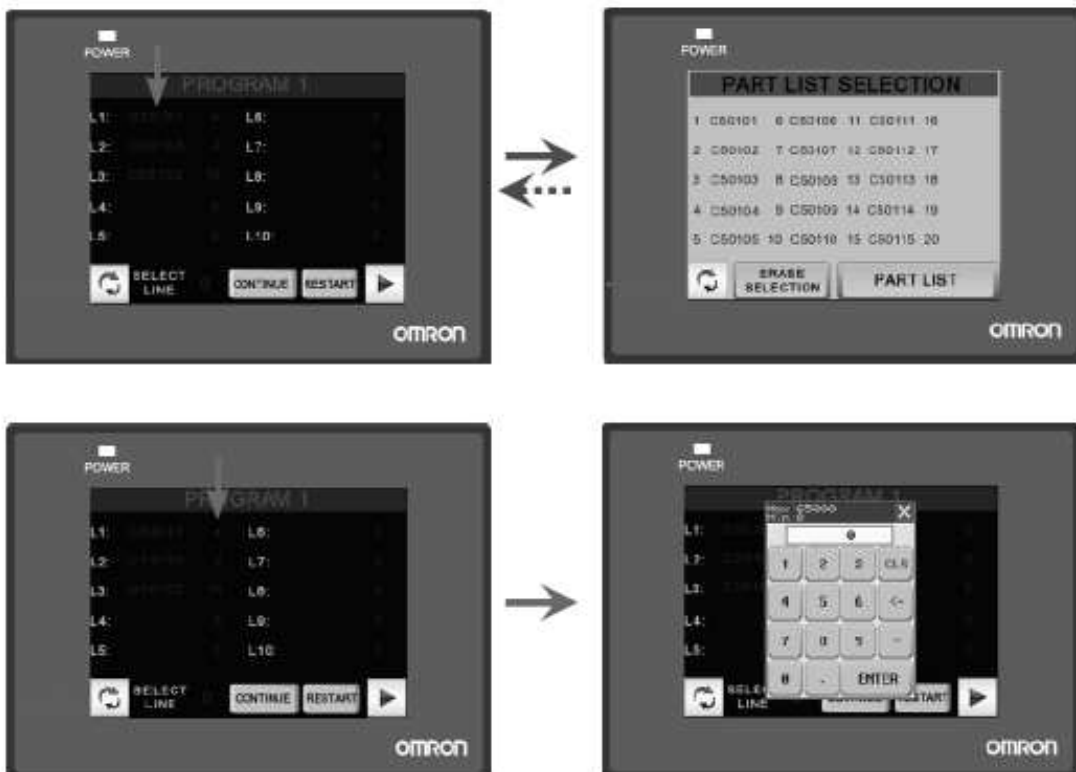 POWER
PROGRAM 1
L1: L6:
L2: L7:
L3: L8:
L4: L9:
L5: L10:
SELECT LINE CONTINUE RESTART
OMRON
POWER
PART LIST SELECTION
1 C50101 6 C50106 11 C50111 16
2 C50102 7 C50107 12 C50112 17
3 C50103 8 C50108 13 C50113 18
4 C50104 9 C50109 14 C50114 19
5 C50105 10 C50110 15 C50115 20
ERASE SELECTION PART LIST
OMRON
POWER
PROGRAM 1
L1: L6:
L2: L7:
L3: L8:
L4: L9:
L5: L10:
SELECT LINE CONTINUE RESTART
OMRON
POWER
PROGRAM 1
L1:
L2:
L3:
L4:
L5:
0
1 2 3 CLS
4 5 6 <-
7 8 9 -
0 . ENTER
LINE
OMRON